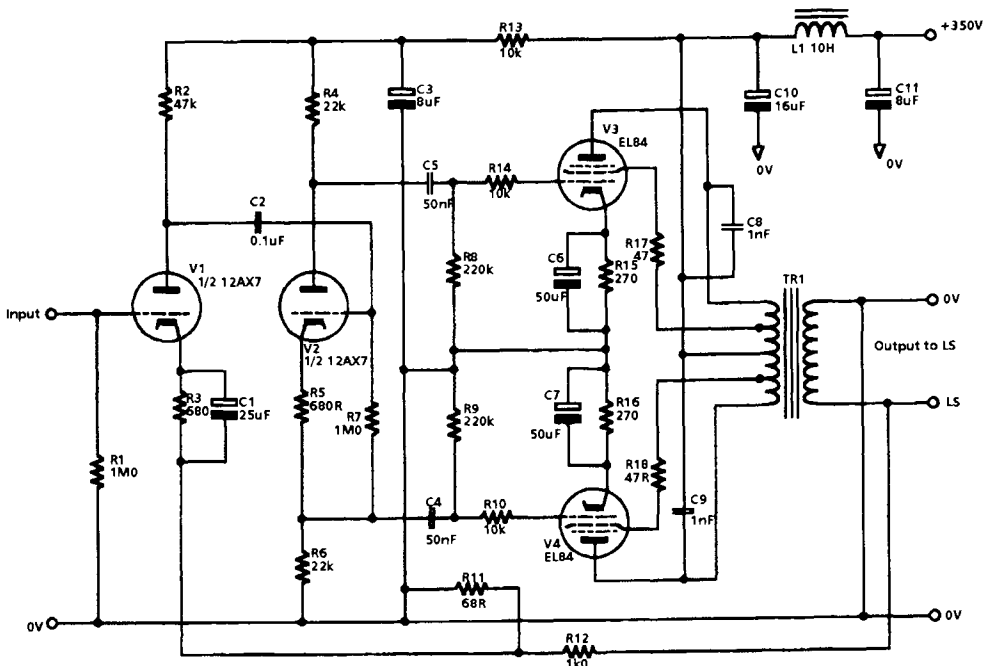 R13
10k
L1 10H
+350V
R2
47k
R4
22k
C3
8uF
C10
16uF
C11
8uF
0V
0V
V3
EL84
C5
50nF
R14
10k
C2
0.1uF
C8
1nF
R17
47
V1
1/2 12AX7
R8
220k
C6
50uF
R15
270
TR1
Input
0V
V2
1/2 12AX7
Output to LS
R3
680
C1
25uF
R5
680R
R7
1M0
R9
220k
C7
50uF
R16
270
LS
R1
1M0
R18
47R
C4
50nF
R10
10k
C9
1nF
V4
EL84
R6
22k
R11
68R
0V
0V
R12
1k0